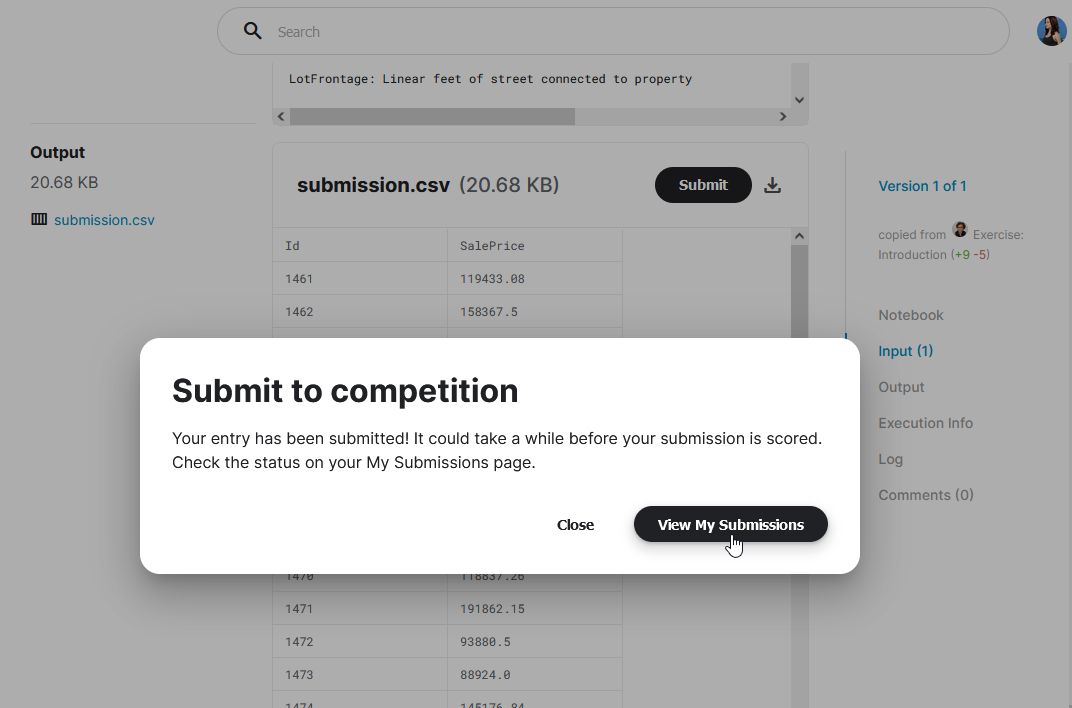 Search
LotFrontage: Linear feet of street connected to property
Output
20.68 KB
submission.csv
submission.csv (20.68 KB)
Submit
Id SalePrice
1461 119433.08
1462 158367.5
Submit to competition
Your entry has been submitted! It could take a while before your submission is scored.
Check the status on your My Submissions page.
Close
View My Submissions
1470 118837.26
1471 191862.15
1472 93880.5
1473 88924.0
1474 145176.84
Version 1 of 1
copied from Exercise:
Introduction (+9 -5)
Notebook
Input (1)
Output
Execution Info
Log
Comments (0)